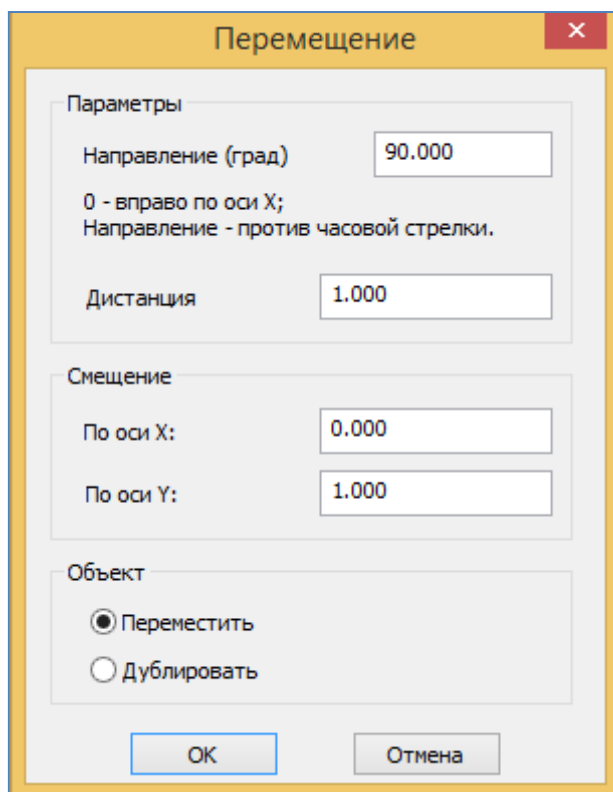 Перемещение
Параметры
Направление (град)
90.000
0 - вправо по оси X;
Направление - против часовой стрелки.
Дистанция
1.000
Смещение
По оси X:
0.000
По оси Y:
1.000
Объект
Переместить
Дублировать
OK
Отмена